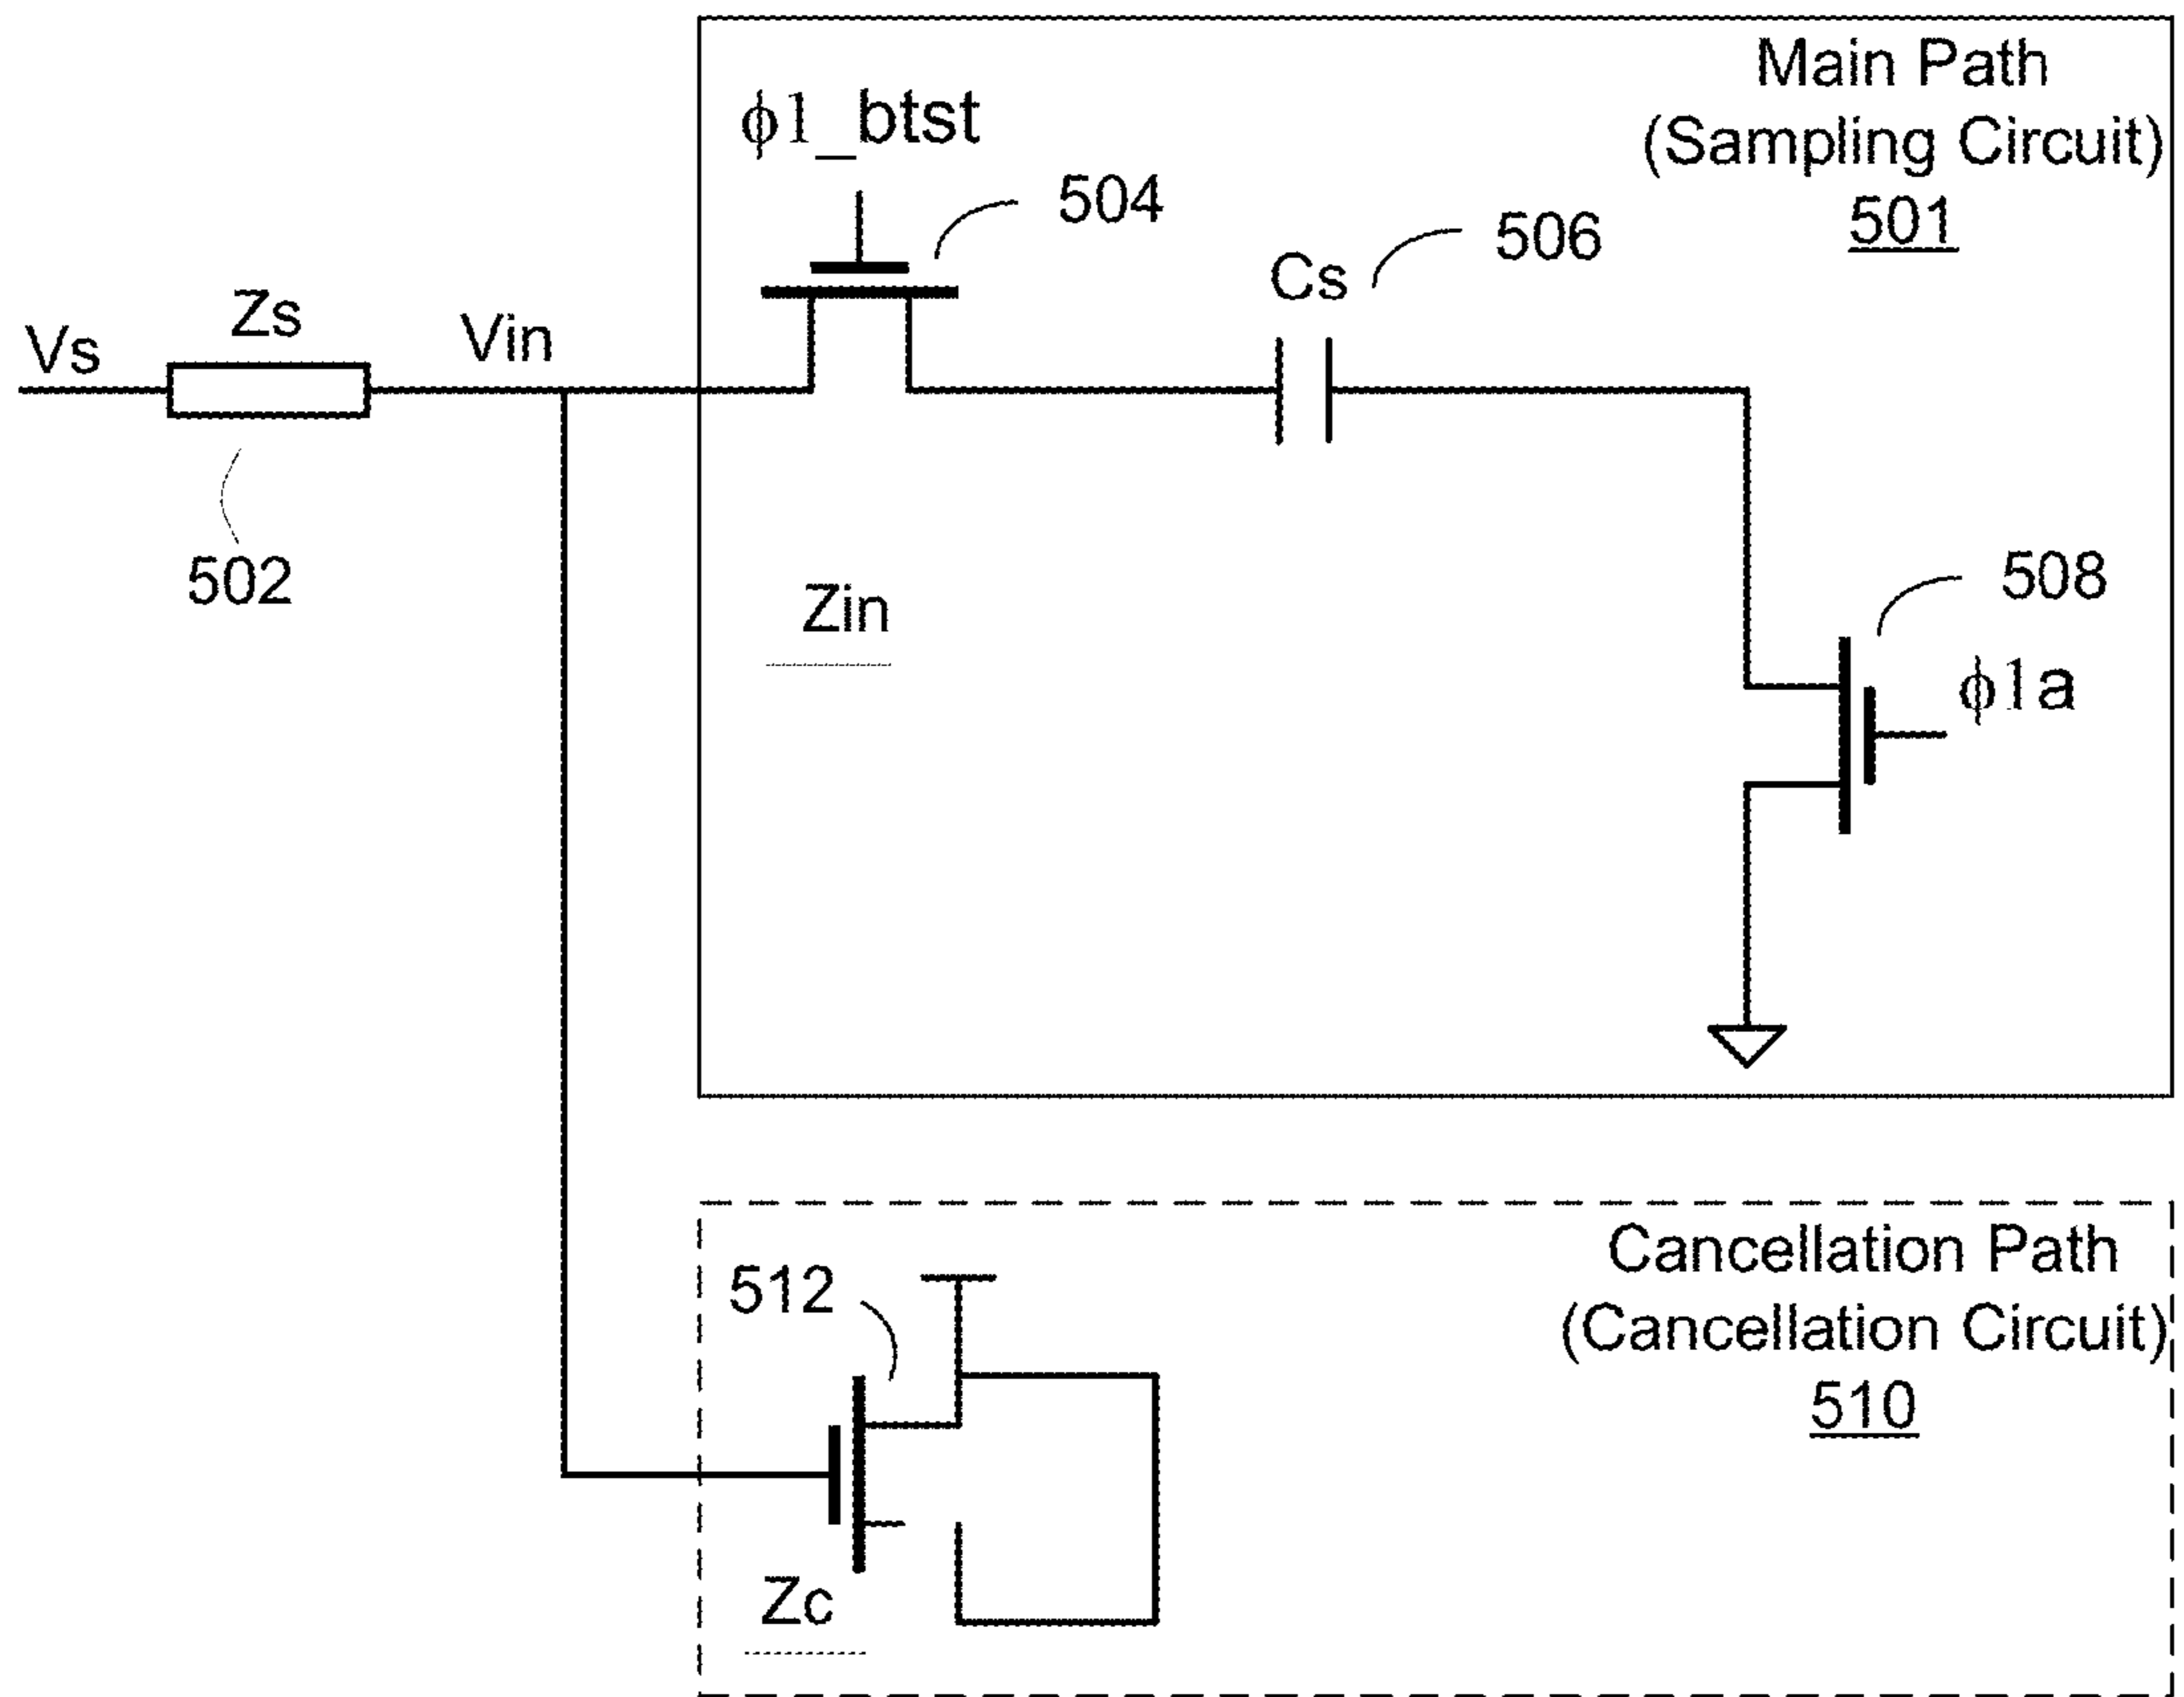 Main Path
(Sampling Circuit)
501
ϕ1_btst
504
506
Cs
Zs
Vs
Vin
502
Zin
508
ϕ1a
Cancellation Path
(Cancellation Circuit)
510
512
Zc